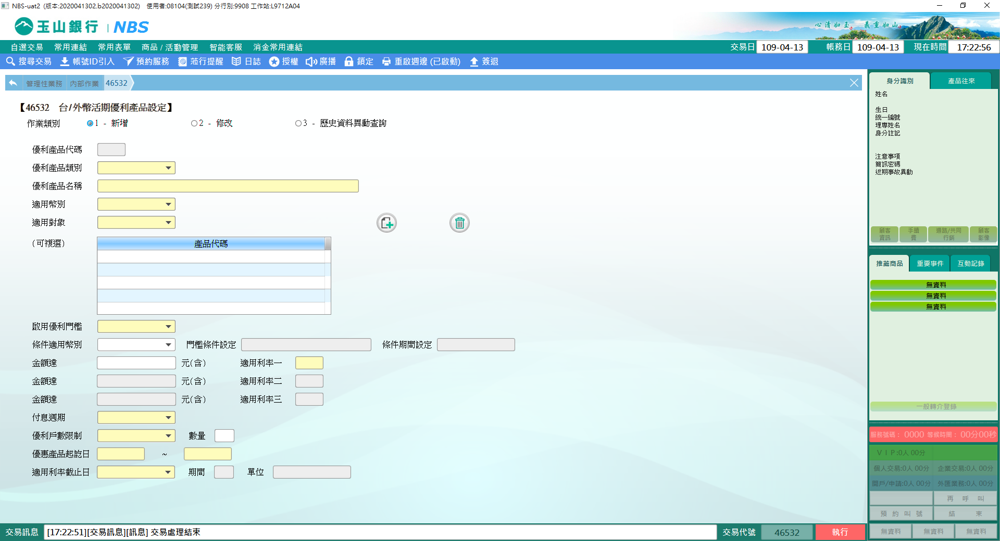 NBS-uat2 (版本:2020041302.b2020041302) 使用者:08104(測試239) 分行別:9908 工作站:L9712A04
玉山銀行 | NBS
心清如玉 義重如山
自選交易 常用連結 常用表單 商品 / 活動管理 智能客服 消金常用連結 交易日 109-04-13 帳務日 109-04-13 現在時間 17:22:56
搜尋交易 帳號ID引入 預約服務 蒞行提醒 日誌 授權 廣播 鎖定 重啟週邊 (已啟動) 簽退
管理性業務 內部作業 46532
【46532 台/外幣活期優利產品設定】
作業類別 1 - 新增 2 - 修改 3 - 歷史資料異動查詢
優利產品代碼
優利產品類別
優利產品名稱
適用幣別
適用對象
(可複選)
產品代碼
啟用優利門檻
條件適用幣別 門檻條件設定 條件期間設定
金額達 元(含) 適用利率一
金額達 元(含) 適用利率二
金額達 元(含) 適用利率三
付息週期
優利戶數限制 數量
優惠產品起訖日 ~
適用利率截止日 期間 單位
身分識別 產品往來
姓名
生日
統一編號
理專姓名
身分註記
注意事項
簡訊密碼
近期事故異動
顧客資訊 手續費 通路/共同行銷 顧客影像
推薦商品 重要事件 互動記錄
無資料
無資料
無資料
一般轉介登錄
服務號碼： 0000 等候時間： 00分00秒
ＶＩＰ:0人 00分
個人交易:0人 00分 企業交易:0人 00分
開戶/申請:0人 00分 外匯業務:0人 00分
再 呼 叫
預 約 叫 號 結 束
無資料 無資料 無資料
交易訊息 [17:22:51][交易訊息][訊息] 交易處理結束 交易代號 46532 執行